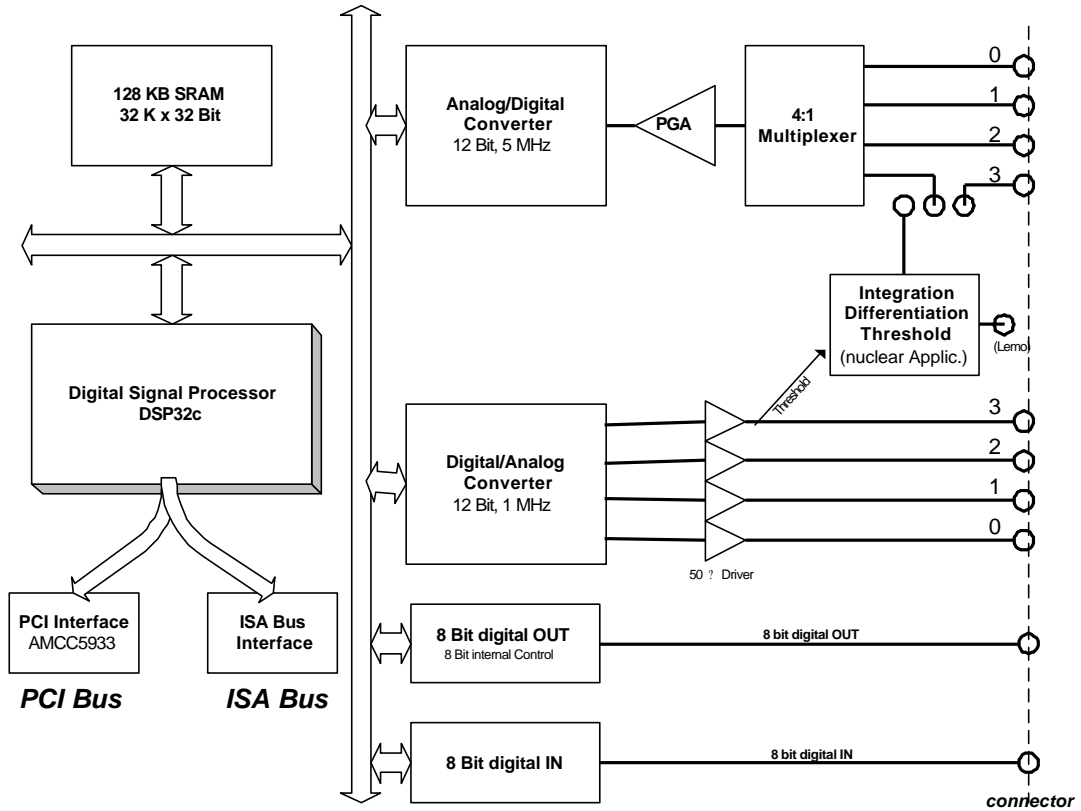 128 KB SRAM
32 K x 32 Bit
Analog/Digital
Converter
12 Bit, 5 MHz
PGA
4:1
Multiplexer
0
1
2
3
Integration
Differentiation
Threshold
(nuclear Applic.)
(Lemo)
Threshold
Digital Signal Processor
DSP32c
Digital/Analog
Converter
12 Bit, 1 MHz
3
2
1
0
50 ? Driver
PCI Interface
AMCC5933
ISA Bus
Interface
PCI Bus
ISA Bus
8 Bit digital OUT
8 Bit internal Control
8 bit digital OUT
8 Bit digital IN
8 bit digital IN
connector